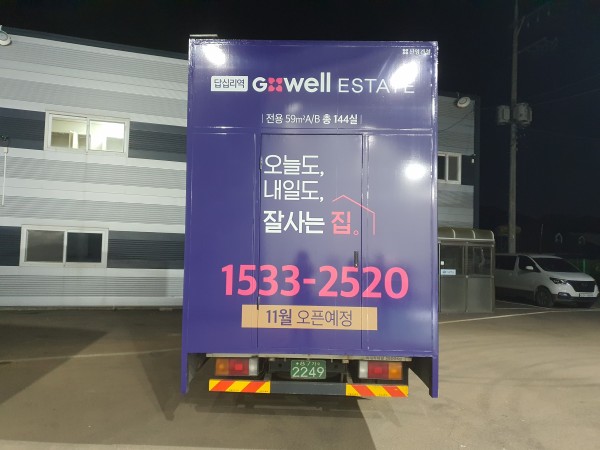 답십리역 Gowell ESTATE
전용 59㎡A/B 총 144실
오늘도,
내일도,
잘사는 집.
1533-2520
11월 오픈예정
2249